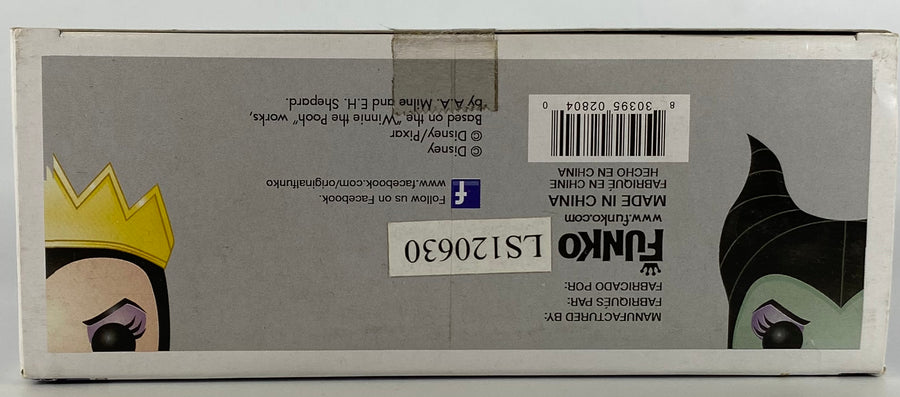 MANUFACTURED BY:
FABRIQUÉS PAR:
FABRICADO POR:
FUNKO
www.funko.com
MADE IN CHINA
FABRIQUÉ EN CHINE
HECHO EN CHINA
8 30395 02804 0
LS120630
f
Follow us on Facebook.
www.facebook.com/originalfunko
© Disney
© Disney/Pixar
Based on the, "Winnie the Pooh" works,
by A.A. Milne and E.H. Shepard.